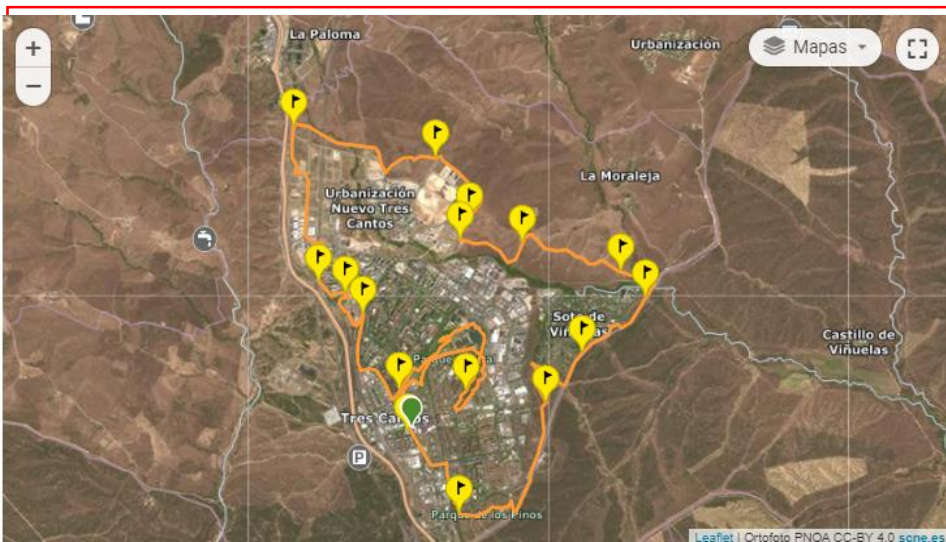 La Paloma
Urbanización
Mapas
+
−
La Moraleja
Urbanización
Nuevo Tres
Cantos
Soto de
Viñuelas
Castillo de
Viñuelas
Tres Cantos
P
Parque de los Pinos
Leaflet | Ortofoto PNOA CC-BY 4.0 scne.es